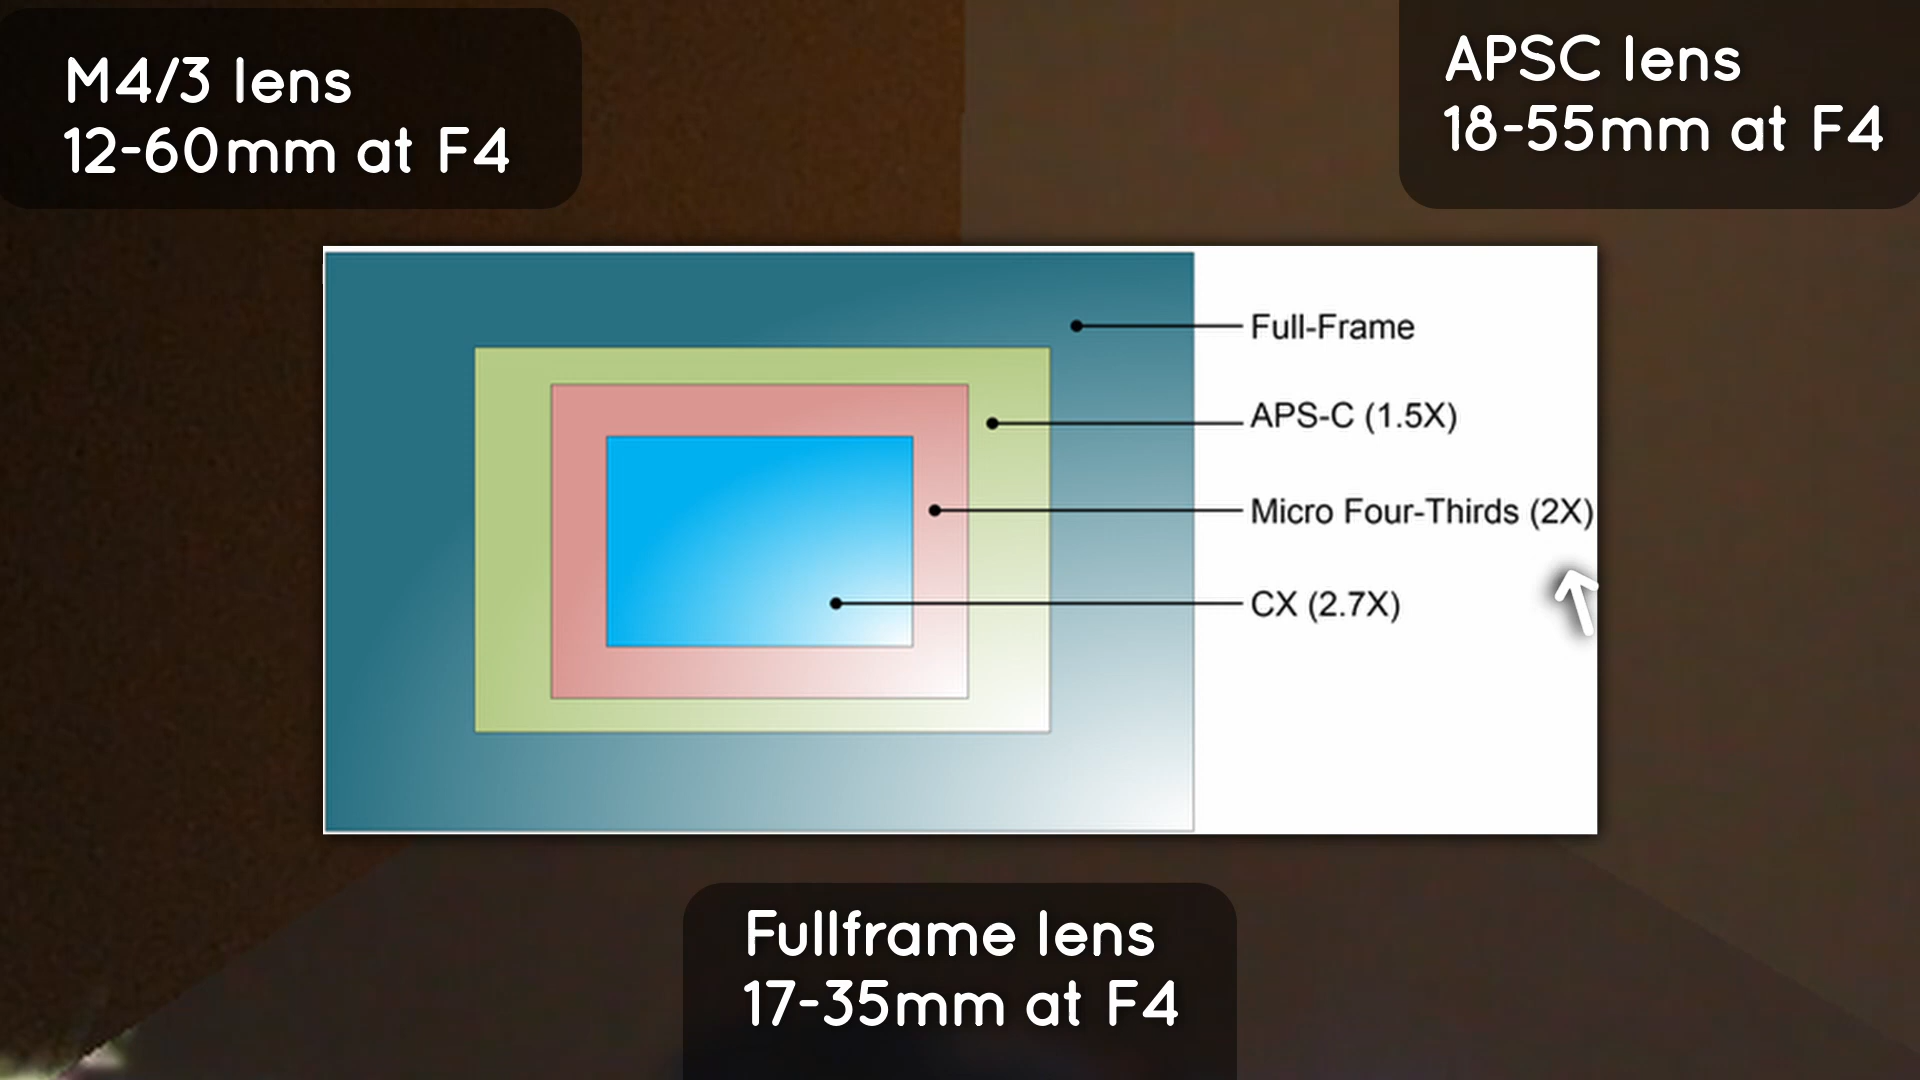 M4/3 lens
12-60mm at F4
APSC lens
18-55mm at F4
Full-Frame
APS-C (1.5X)
Micro Four-Thirds (2X)
CX (2.7X)
Fullframe lens
17-35mm at F4